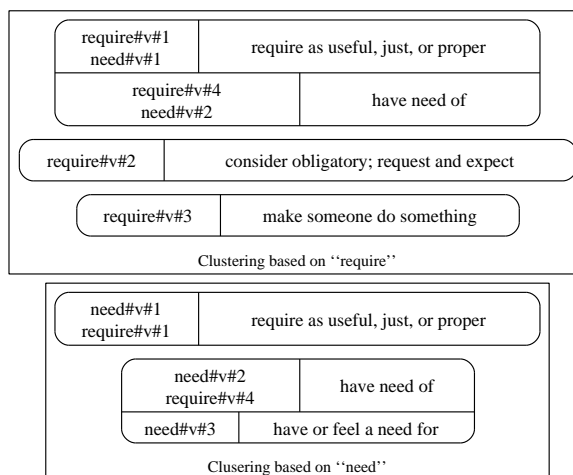 require#v#1
need#v#1
require as useful, just, or proper
require#v#4
need#v#2
have need of
require#v#2
consider obligatory; request and expect
require#v#3
make someone do something
Clustering based on ‘‘require’’
need#v#1
require#v#1
require as useful, just, or proper
need#v#2
require#v#4
have need of
need#v#3
have or feel a need for
Clustering based on ‘‘need’’